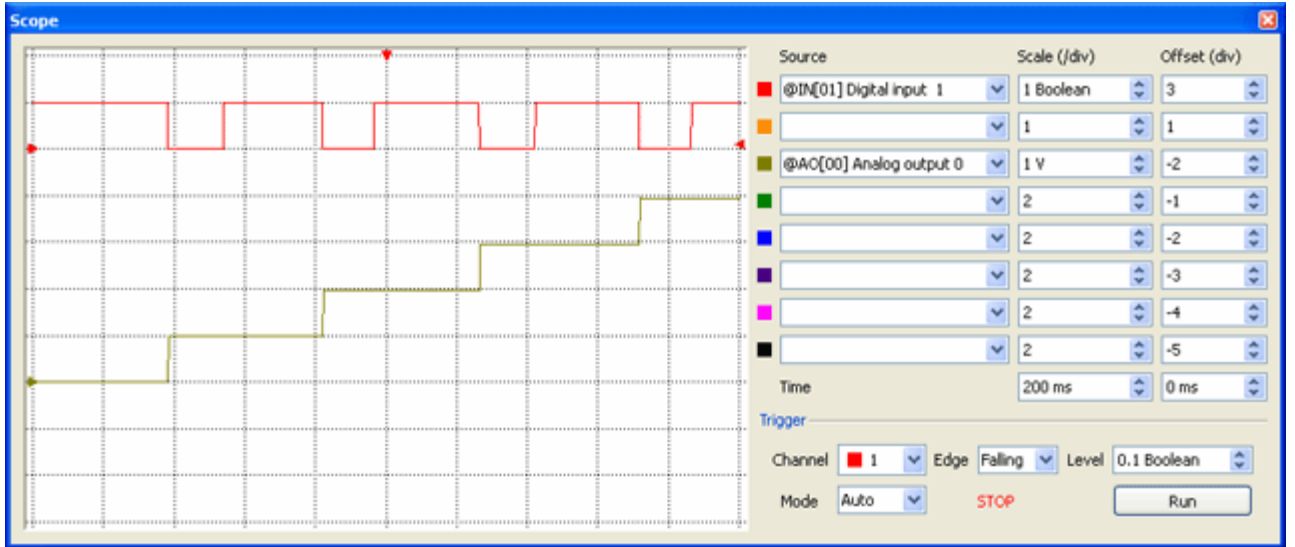 Scope
Source Scale (/div) Offset (div)
@IN[01] Digital input 1 1 Boolean 3
1 1
@AO[00] Analog output 0 1 V -2
2 -1
2 -2
2 -3
2 -4
2 -5
Time 200 ms 0 ms
Trigger
Channel 1 Edge Falling Level 0.1 Boolean
Mode Auto STOP Run